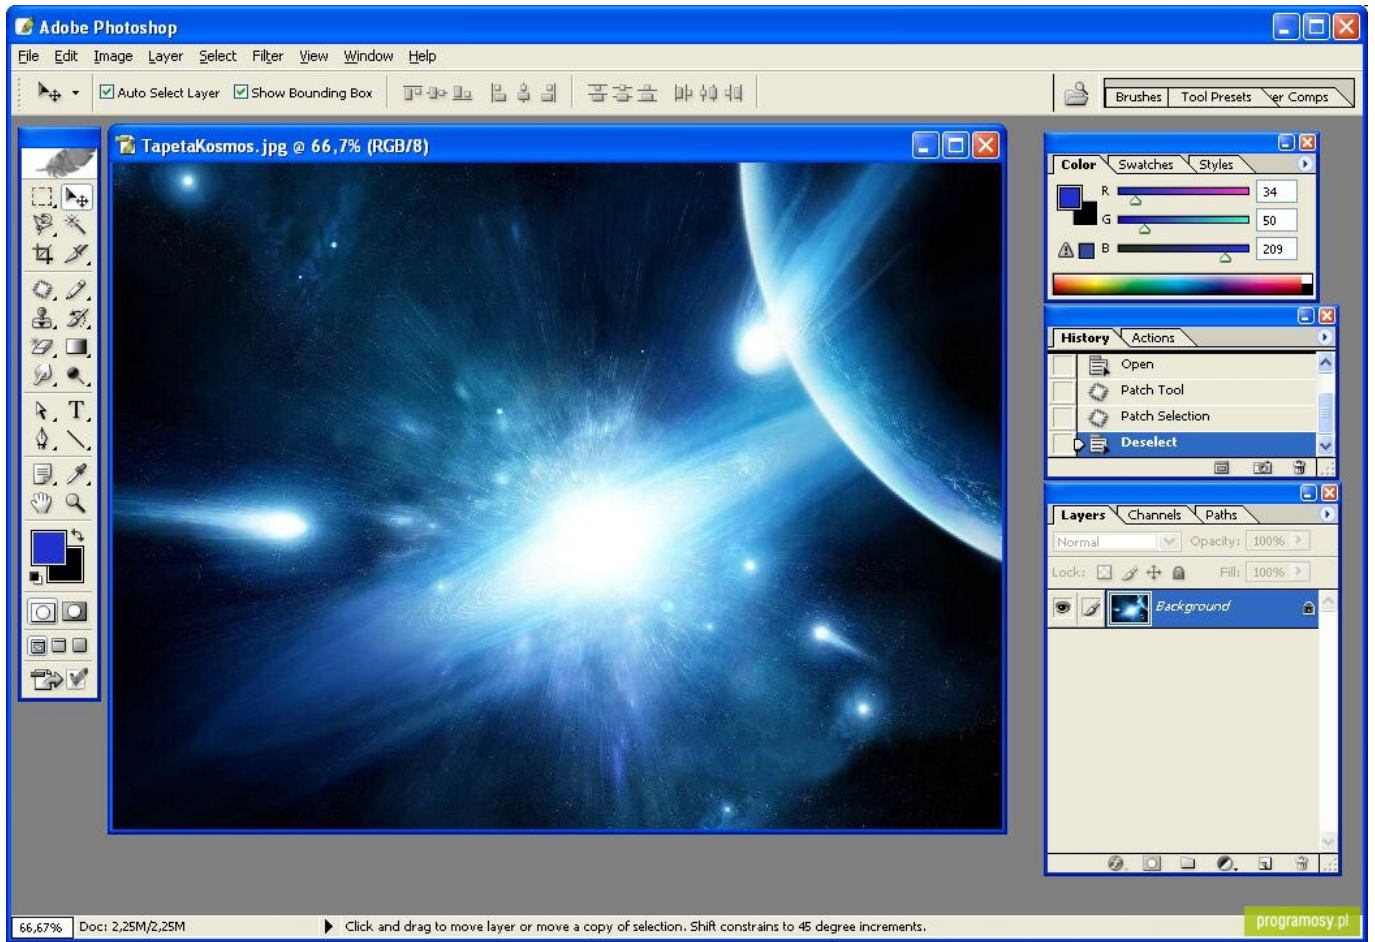 Adobe Photoshop
File Edit Image Layer Select Filter View Window Help
Auto Select Layer Show Bounding Box
Brushes Tool Presets er Comps
TapetaKosmos.jpg @ 66,7% (RGB/8)
Color Swatches Styles
R 34
G 50
B 209
History Actions
Open
Patch Tool
Patch Selection
Deselect
Layers Channels Paths
Normal Opacity: 100%
Lock: Fill: 100%
Background
T
66,67% Doc: 2,25M/2,25M Click and drag to move layer or move a copy of selection. Shift constrains to 45 degree increments.
programosy.pl